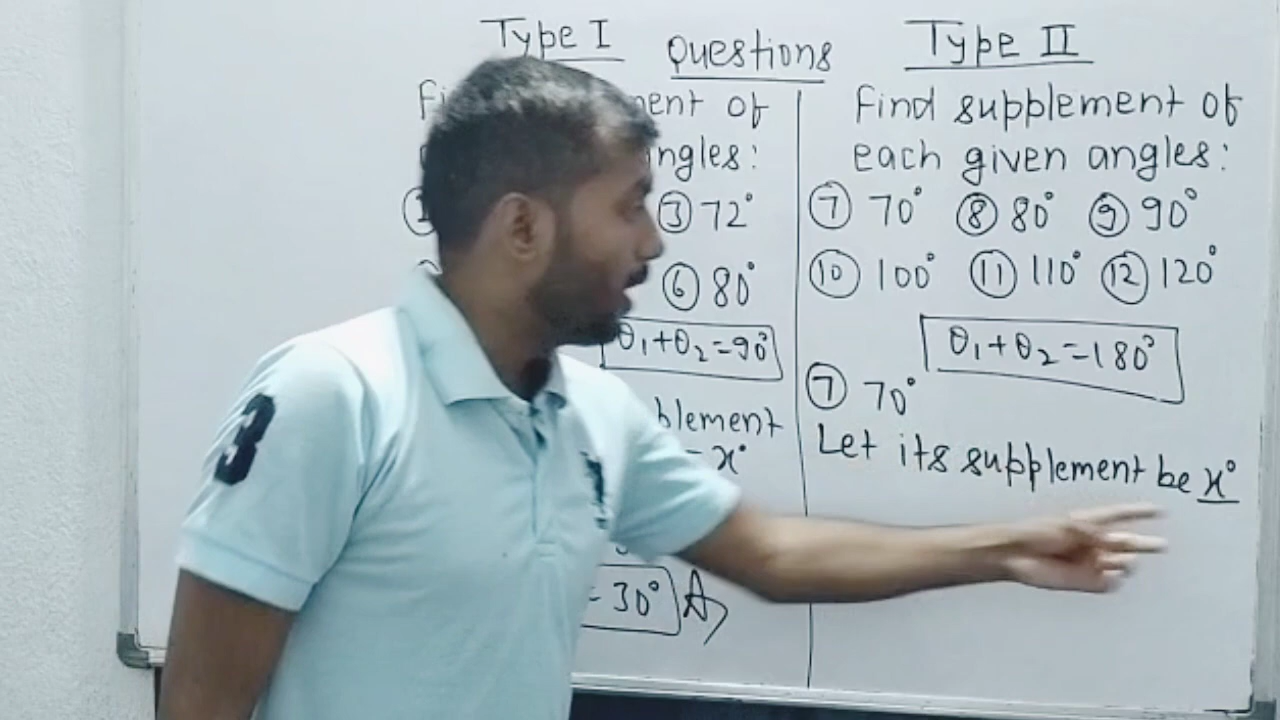 Type I Questions Type II
ment of
ngles:
③ 72°
⑥ 80°
θ₁+θ₂=90°
blement
= x°
= 30° A
Find supplement of
each given angles:
⑦ 70° ⑧ 80° ⑨ 90°
⑩ 100° ⑪ 110° ⑫ 120°
θ₁+θ₂=180°
⑦ 70°
Let its supplement be x°
3